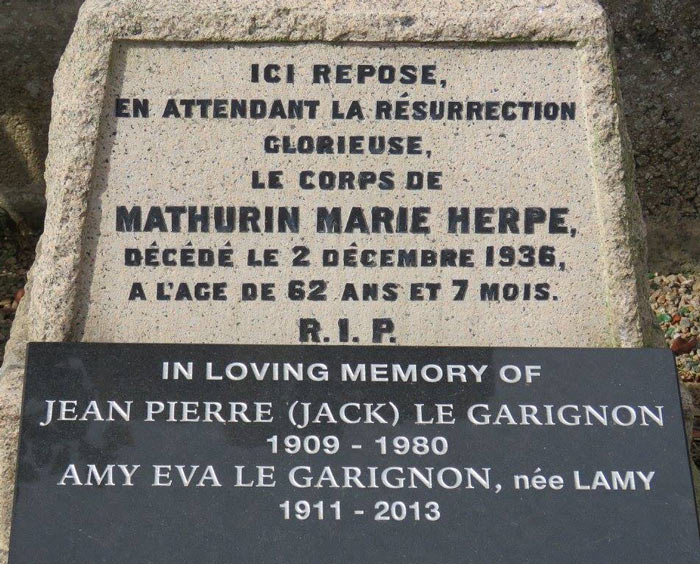 ICI REPOSE,
EN ATTENDANT LA RÉSURRECTION
GLORIEUSE,
LE CORPS DE
MATHURIN MARIE HERPE,
DÉCÉDÉ LE 2 DÉCEMBRE 1936,
A L'AGE DE 62 ANS ET 7 MOIS.
R.I.P.
IN LOVING MEMORY OF
JEAN PIERRE (JACK) LE GARIGNON
1909 - 1980
AMY EVA LE GARIGNON, née LAMY
1911 - 2013